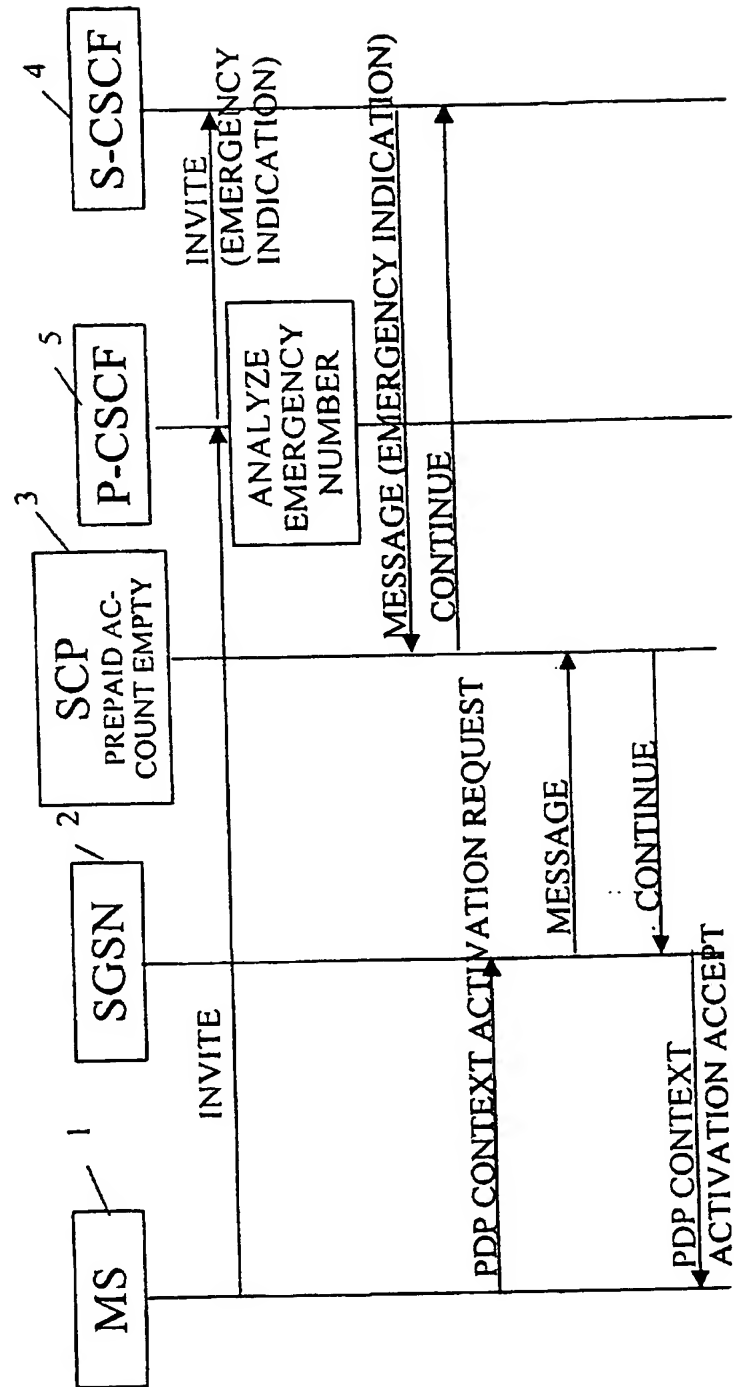 MS
1
SGSN
2
SCP
PREPAID AC-
COUNT EMPTY
3
P-CSCF
5
S-CSCF
4
INVITE
ANALYZE
EMERGENCY
NUMBER
INVITE
(EMERGENCY
INDICATION)
MESSAGE (EMERGENCY INDICATION)
CONTINUE
PDP CONTEXT ACTIVATION REQUEST
MESSAGE
CONTINUE
PDP CONTEXT
ACTIVATION ACCEPT